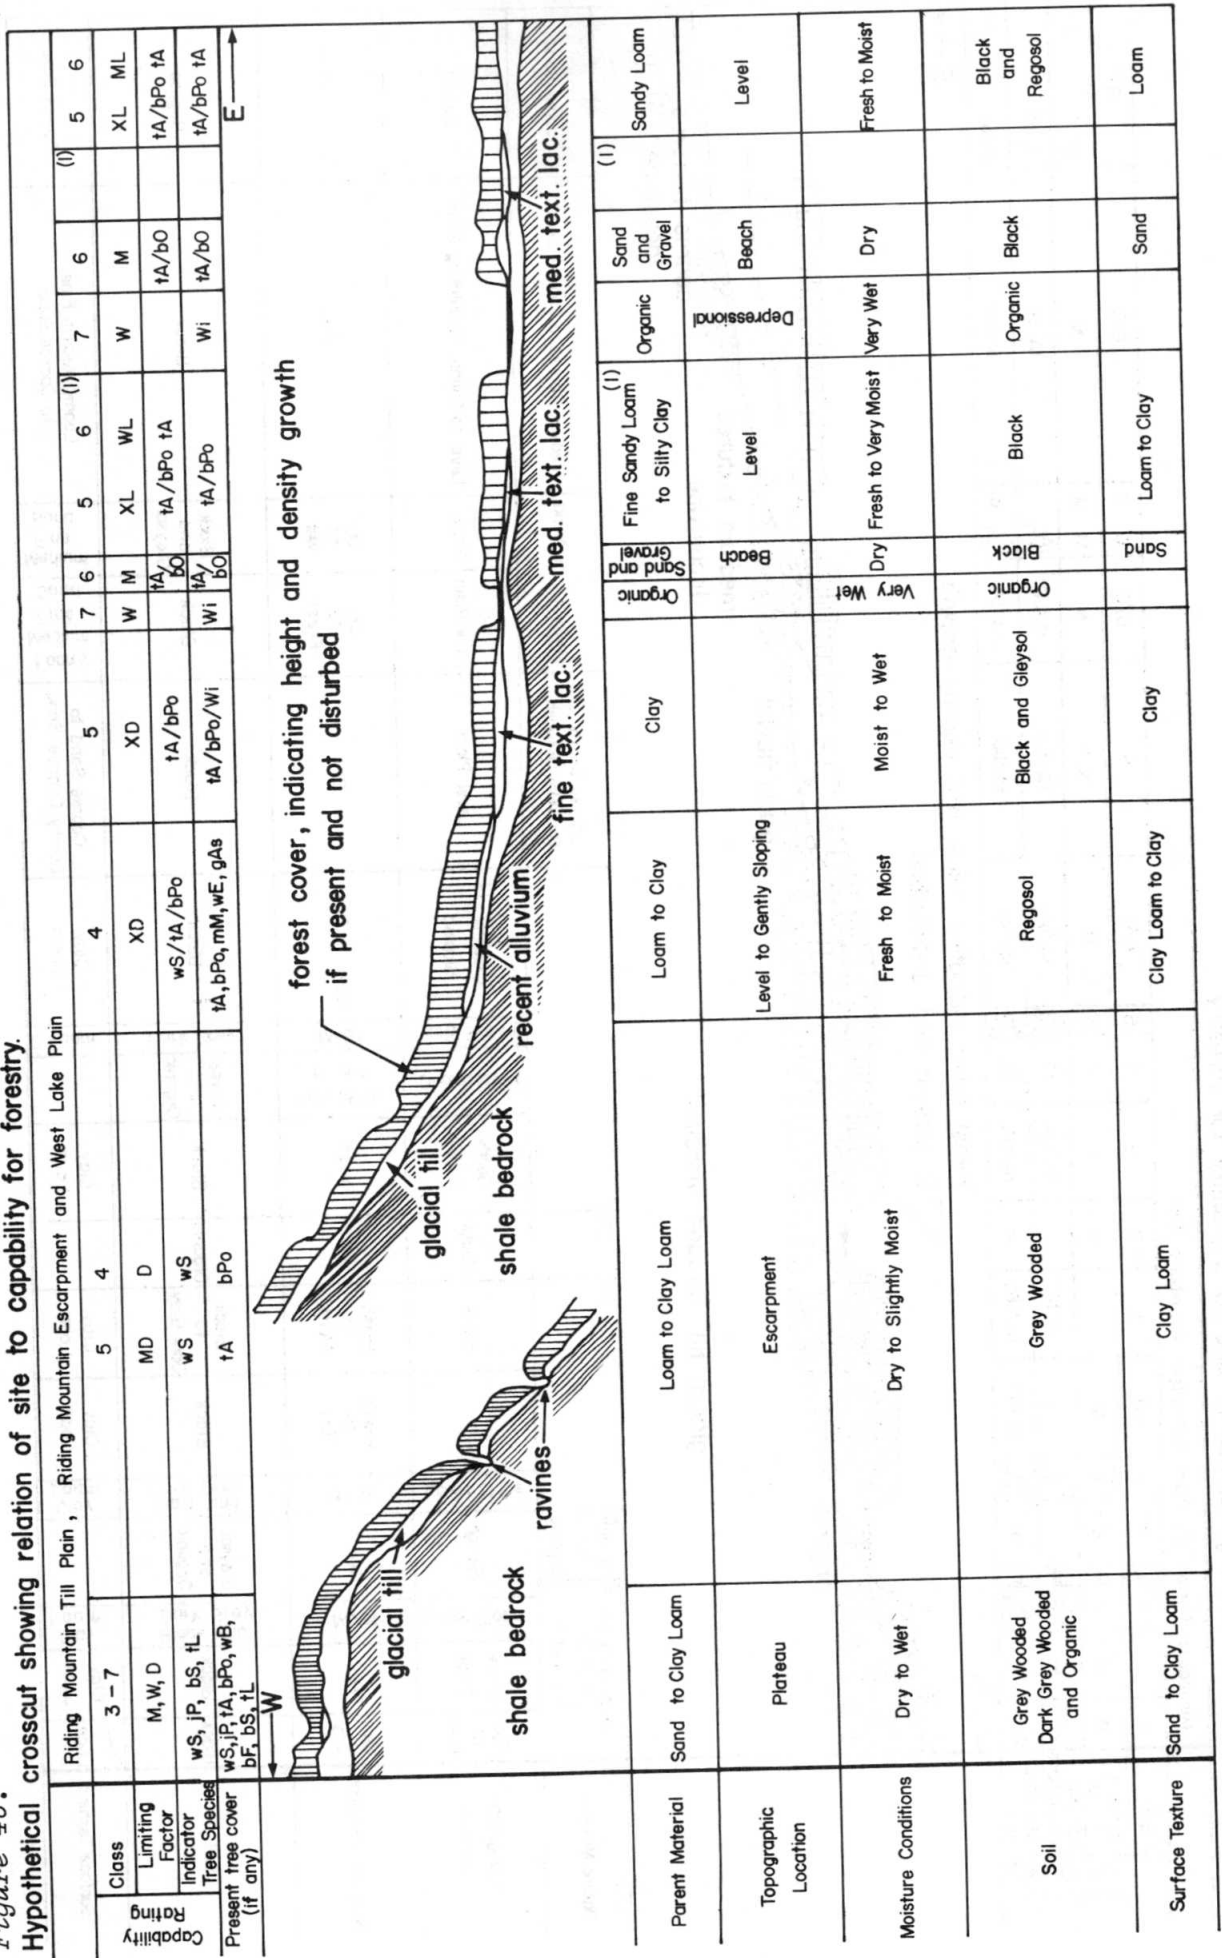 Hypothetical crosscut showing relation of site to capability for forestry.
Riding Mountain Till Plain, Riding Mountain Escarpment and West Lake Plain
Capability
Rating
Class
3 – 7
5 4
4
5
7
6
5 6
(1)
7
6
(1)
5 6
Limiting
Factor
M, W, D
MD D
XD
XD
W
M
XL WL
W
M
XL ML
Indicator
Tree Species
wS, jP, bS, tL
wS wS
wS/tA/bPo
tA/bPo
tA/
bO
tA/bPo tA
tA/bO
tA/bPo tA
Present tree cover
(if any)
wS, jP, tA, bPo, wB,
bF, bS, tL
tA bPo
tA, bPo, mM, wE, gAs
tA/bPo/Wi
Wi
tA/
bO
tA/bPo
Wi
tA/bO
tA/bPo tA
W
E
forest cover, indicating height and density growth
if present and not disturbed
glacial till
shale bedrock
ravines
glacial till
shale bedrock
recent alluvium
fine text. lac.
med. text. lac.
med. text. lac.
Parent Material
Sand to Clay Loam
Loam to Clay Loam
Loam to Clay
Clay
Organic
Sand and
Gravel
Fine Sandy Loam
to Silty Clay
(1)
Organic
Sand
and
Gravel
(1)
Sandy Loam
Topographic
Location
Plateau
Escarpment
Level to Gently Sloping
Beach
Level
Depressional
Beach
Level
Moisture Conditions
Dry to Wet
Dry to Slightly Moist
Fresh to Moist
Moist to Wet
Very Wet
Dry
Fresh to Very Moist
Very Wet
Dry
Fresh to Moist
Soil
Grey Wooded
Dark Grey Wooded
and Organic
Grey Wooded
Regosol
Black and Gleysol
Organic
Black
Black
Organic
Black
Black
and
Regosol
Surface Texture
Sand to Clay Loam
Clay Loam
Clay Loam to Clay
Clay
Sand
Loam to Clay
Sand
Loam